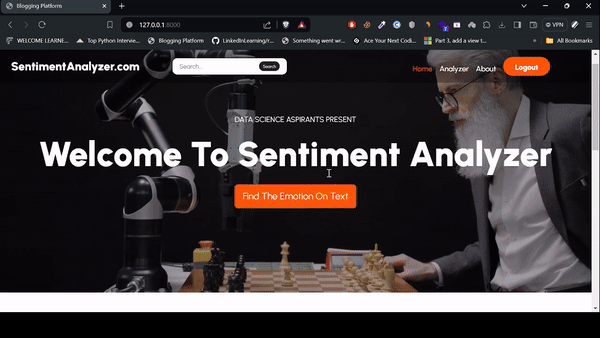 Blogging Platform
127.0.0.1:8000
VPN
WELCOME LEARNE...
Top Python Intervie...
Blogging Platform
LinkedInLearning/r...
Something went wr...
Ace Your Next Codi...
Part 3, add a view t...
All Bookmarks
SentimentAnalyzer.com
Search...
Search
Home
Analyzer
About
Logout
DATA SCIENCE ASPIRANTS PRESENT
Welcome To Sentiment Analyzer
Find The Emotion On Text